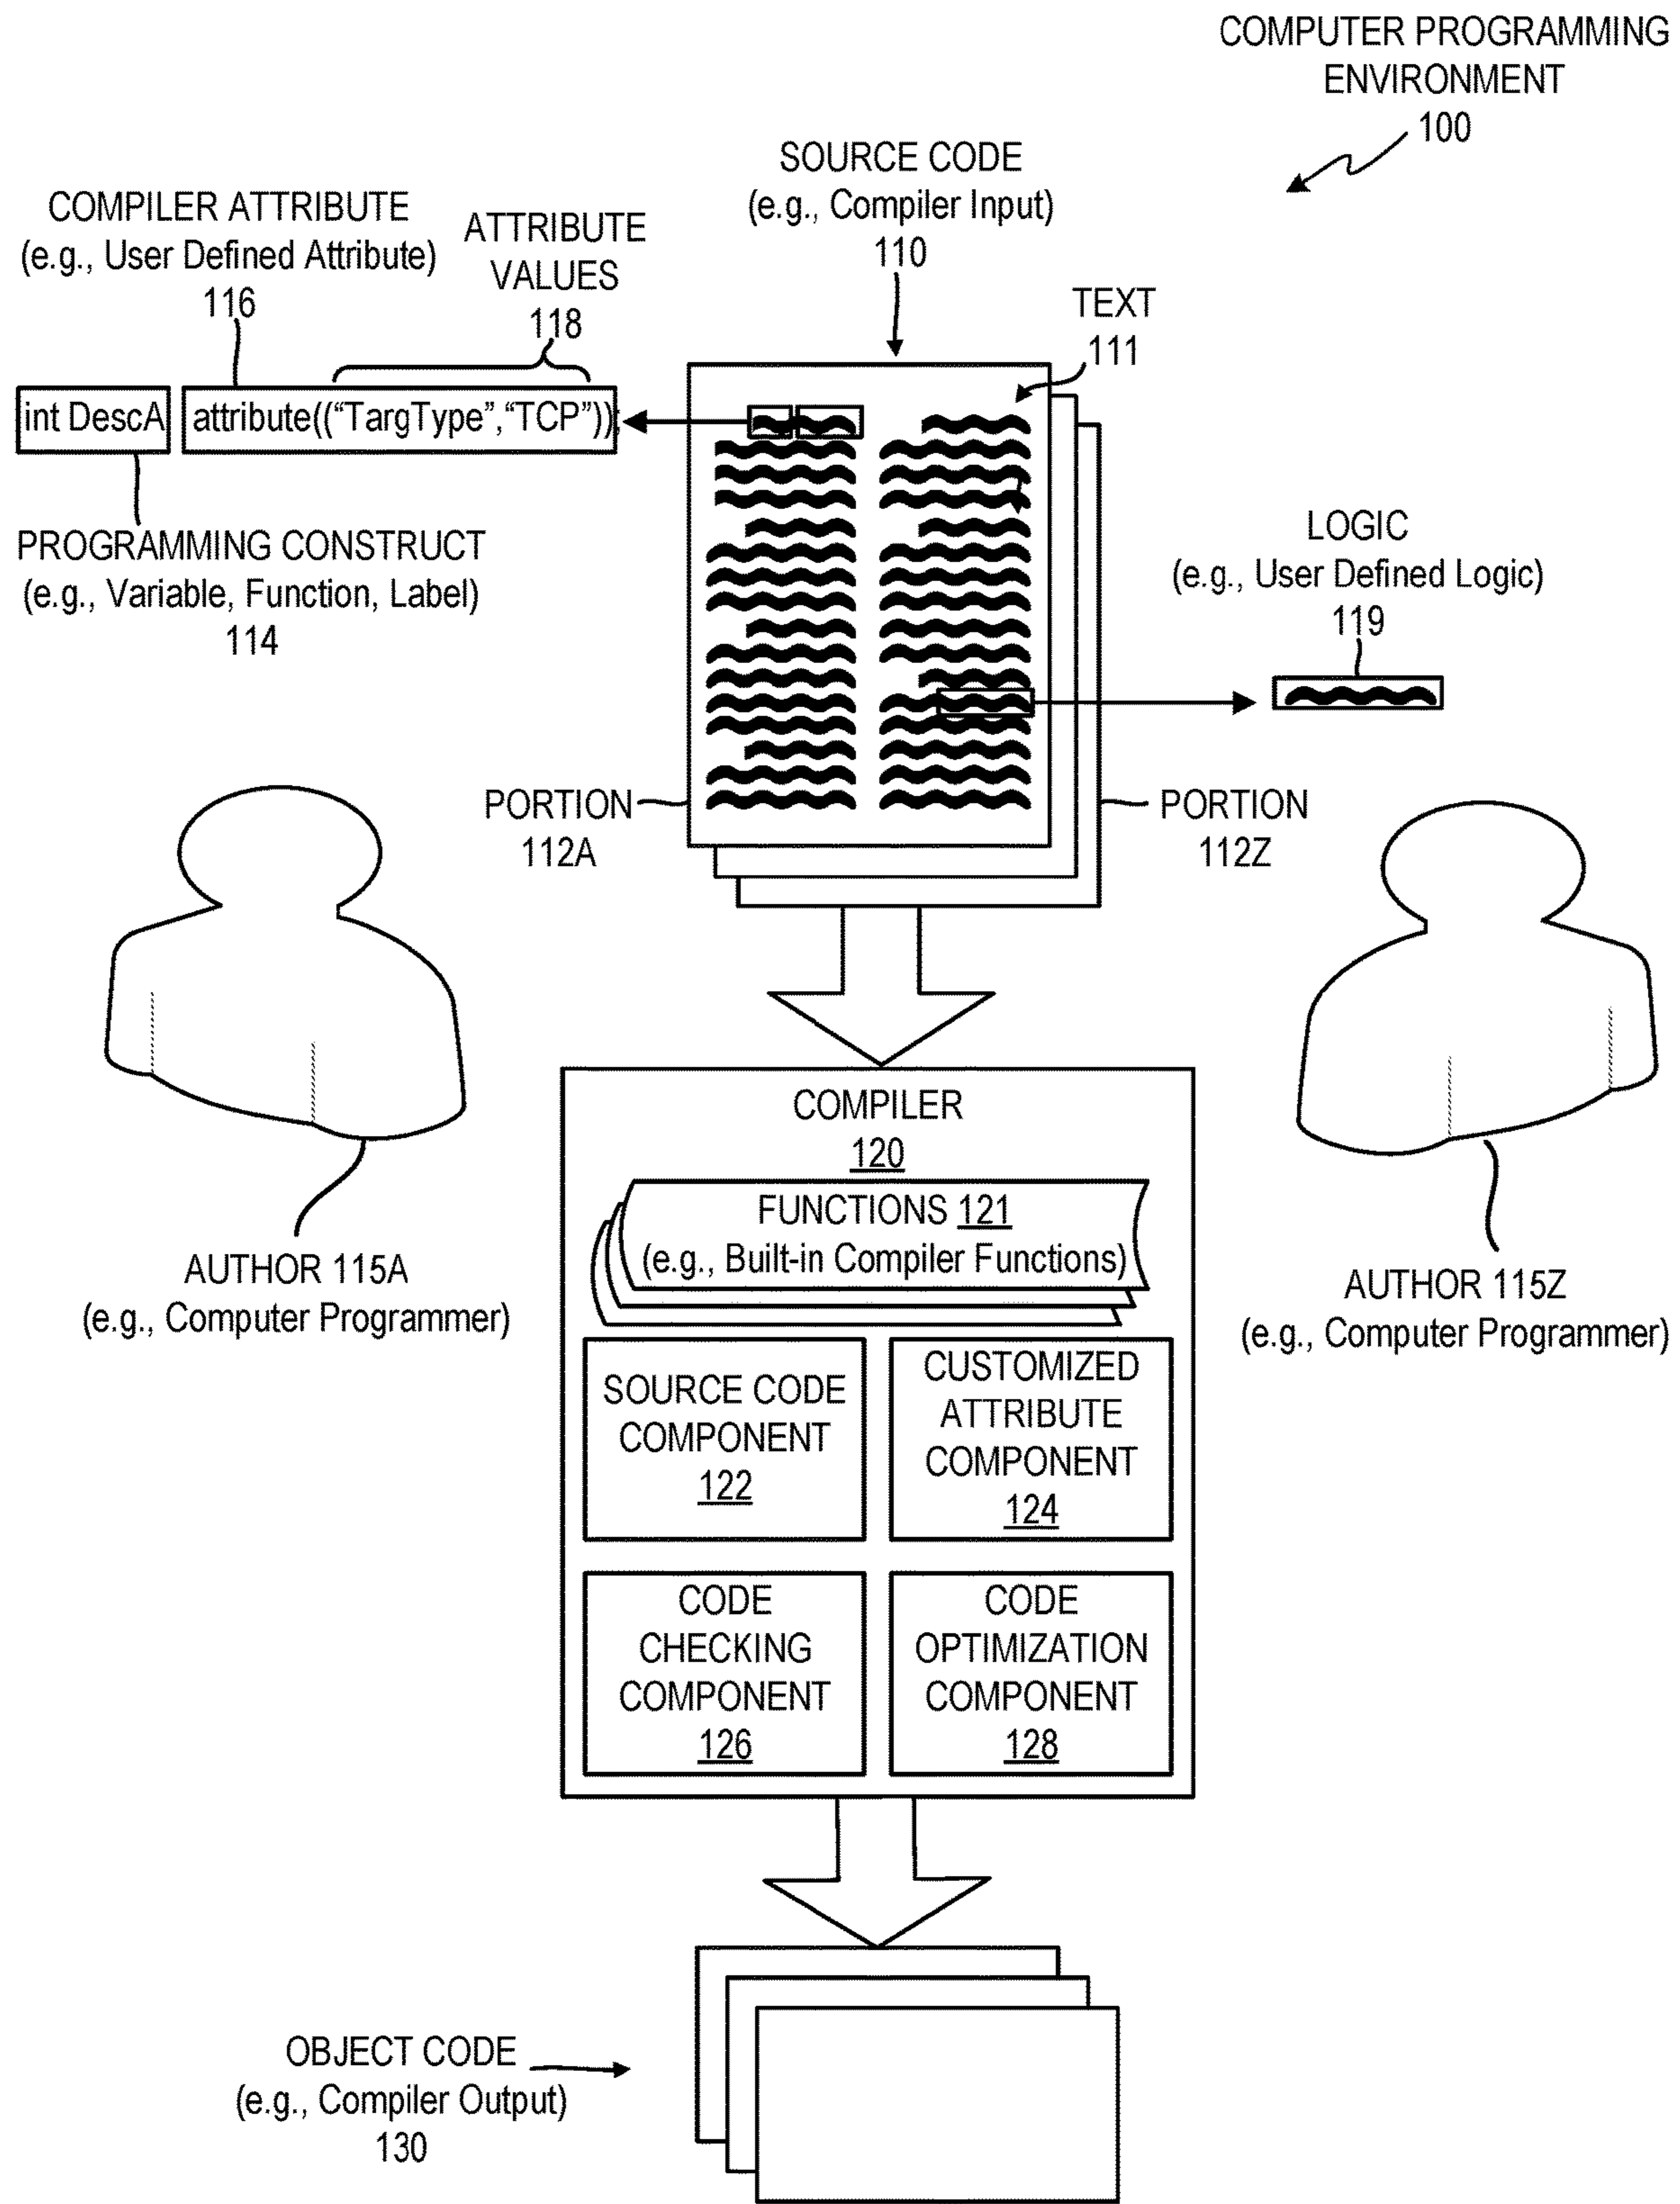 COMPUTER PROGRAMMING
ENVIRONMENT
100
SOURCE CODE
(e.g., Compiler Input)
110
COMPILER ATTRIBUTE
(e.g., User Defined Attribute)
116
ATTRIBUTE
VALUES
118
TEXT
111
int DescA attribute((“TargType”,“TCP”));
PROGRAMMING CONSTRUCT
(e.g., Variable, Function, Label)
114
LOGIC
(e.g., User Defined Logic)
119
PORTION
112A
PORTION
112Z
COMPILER
120
FUNCTIONS 121
(e.g., Built-in Compiler Functions)
AUTHOR 115A
(e.g., Computer Programmer)
AUTHOR 115Z
(e.g., Computer Programmer)
SOURCE CODE
COMPONENT
122
CUSTOMIZED
ATTRIBUTE
COMPONENT
124
CODE
CHECKING
COMPONENT
126
CODE
OPTIMIZATION
COMPONENT
128
OBJECT CODE
(e.g., Compiler Output)
130